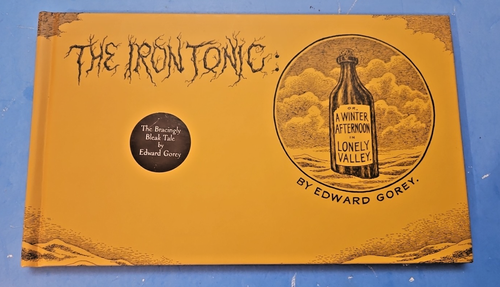 THE IRON TONIC:
OR,
A WINTER
AFTERNOON
IN
LONELY
VALLEY.
BY EDWARD GOREY.
The Bracingly
Bleak Tale
by
Edward Gorey